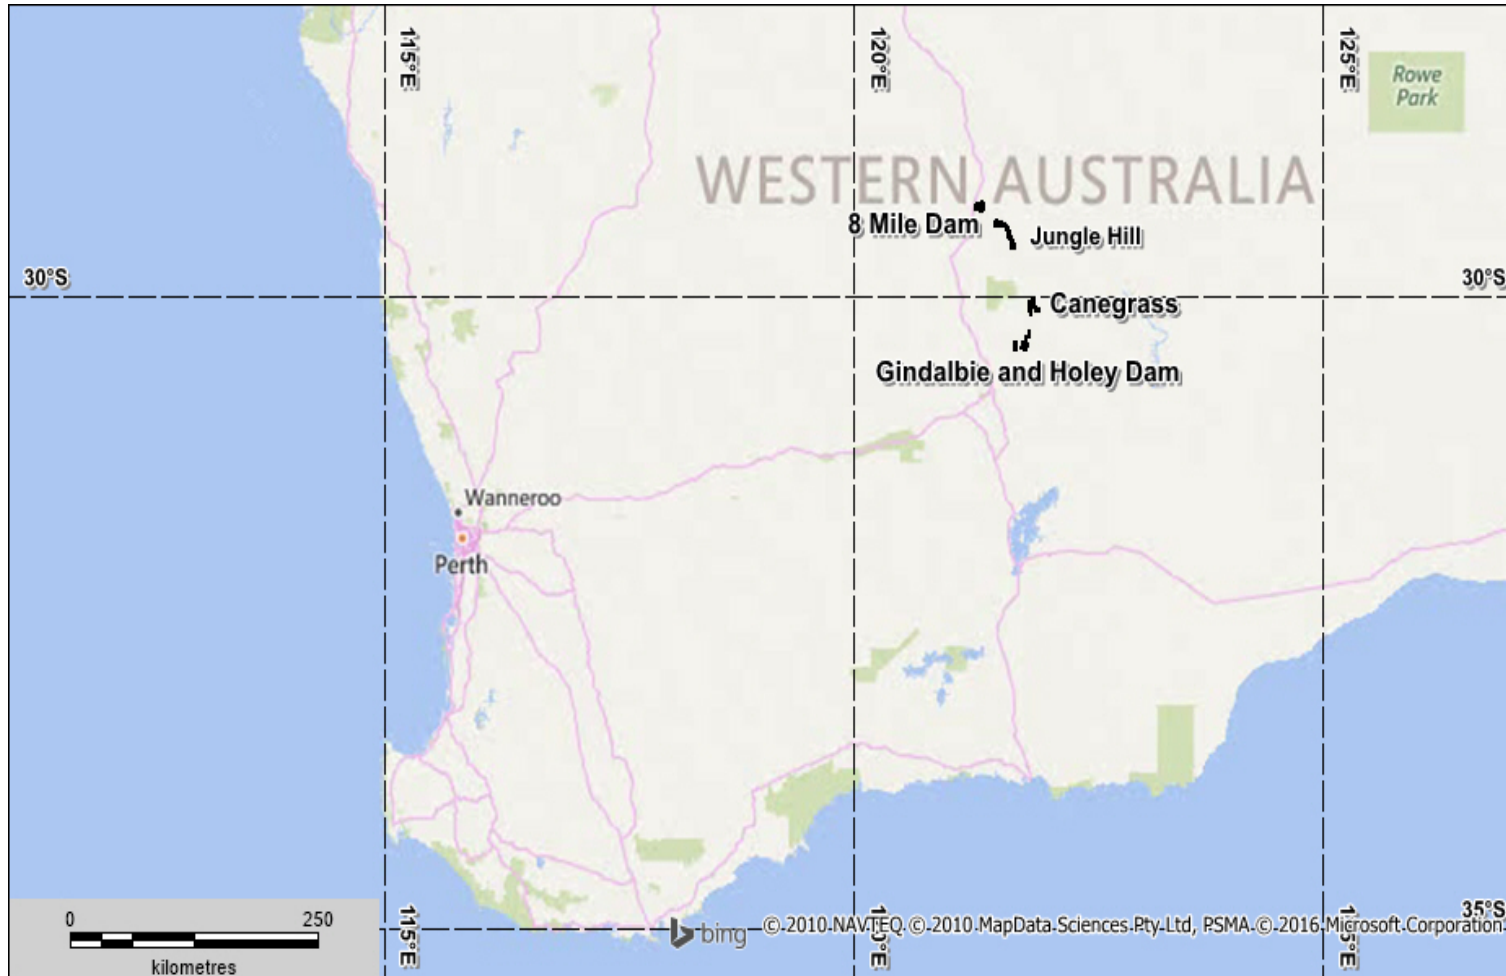 115°E
120°E
125°E
Rowe
Park
WESTERN AUSTRALIA
8 Mile Dam
Jungle Hill
30°S
30°S
Canegrass
Gindalbie and Holey Dam
Wanneroo
Perth
0 250
kilometres
115°E
bing
© 2010 NAVTEQ © 2010 MapData Sciences Pty Ltd, PSMA © 2016 Microsoft Corporation
120°E
125°E
35°S